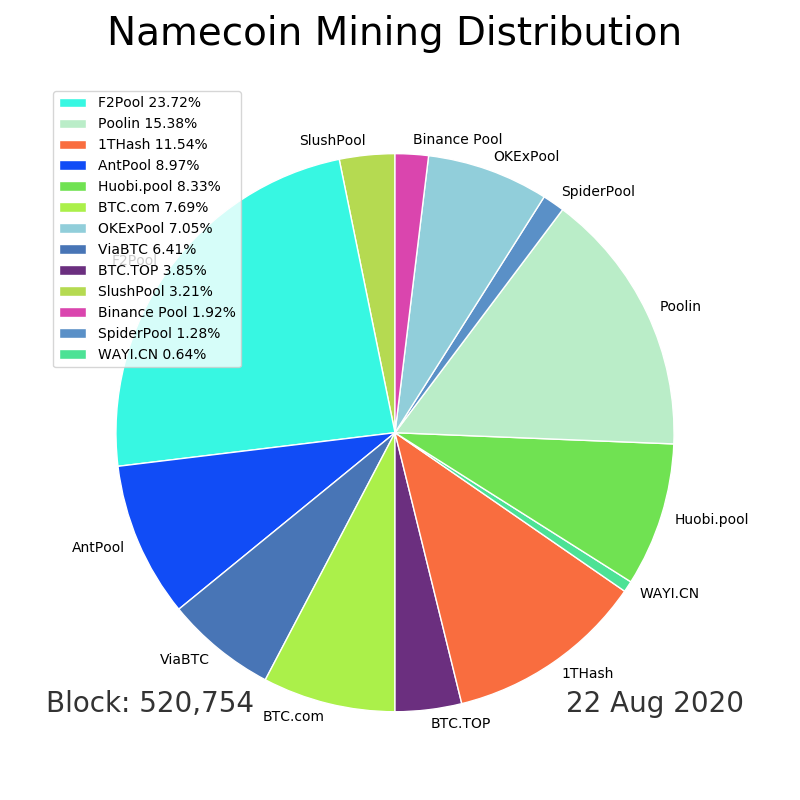 Namecoin Mining Distribution
F2Pool 23.72%
Poolin 15.38%
1THash 11.54%
AntPool 8.97%
Huobi.pool 8.33%
BTC.com 7.69%
OKExPool 7.05%
ViaBTC 6.41%
BTC.TOP 3.85%
SlushPool 3.21%
Binance Pool 1.92%
SpiderPool 1.28%
WAYI.CN 0.64%
SlushPool
Binance Pool
OKExPool
SpiderPool
F2Pool
Poolin
Huobi.pool
AntPool
WAYI.CN
ViaBTC
1THash
BTC.com
BTC.TOP
Block: 520,754
22 Aug 2020